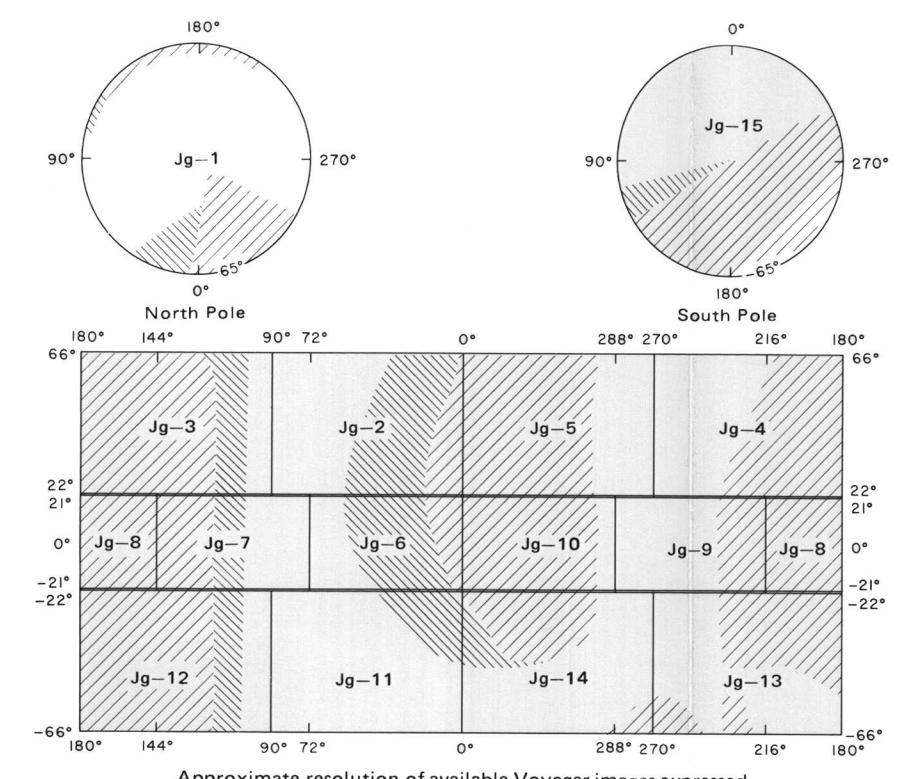 180°
0°
Jg—1
Jg—15
90°
270°
90°
270°
65°
-65°
0°
180°
North Pole
South Pole
180° 144° 90° 72° 0° 288° 270° 216° 180°
66° 66°
Jg—3 Jg—2 Jg—5 Jg—4
22° 22°
21° 21°
0° Jg—8 Jg—7 Jg—6 Jg—10 Jg—9 Jg—8 0°
-21° -21°
-22° -22°
Jg—12 Jg—11 Jg—14 Jg—13
-66° -66°
180° 144° 90° 72° 0° 288° 270° 216° 180°
Approximate resolution of available Voyager images expressed